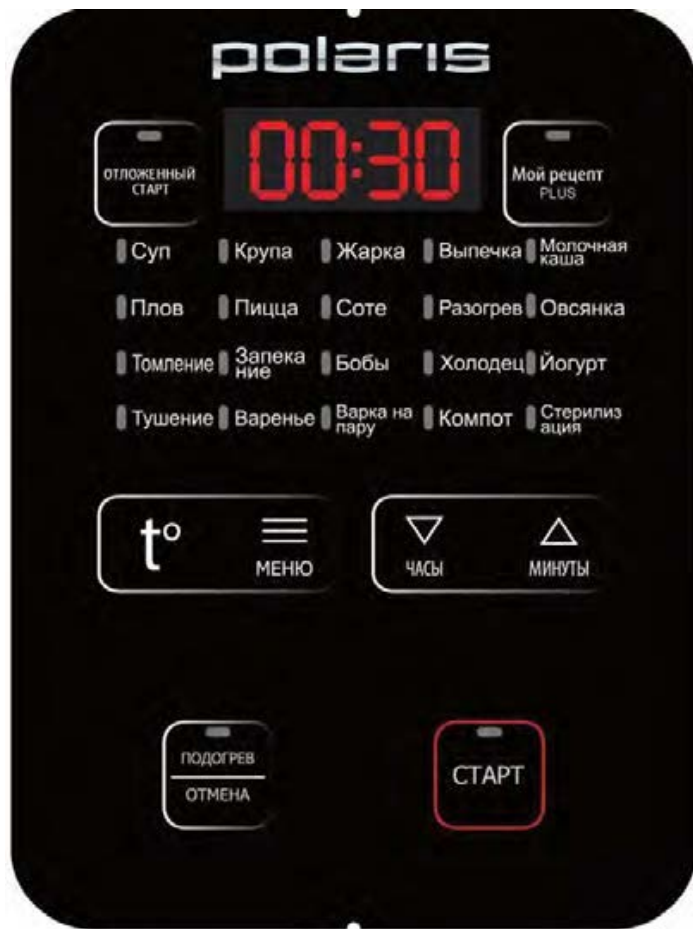 polaris
ОТЛОЖЕННЫЙ
СТАРТ
00:30
Мой рецепт
PLUS
Суп Крупа Жарка Выпечка Молочная
каша
Плов Пицца Соте Разогрев Овсянка
Томление Запека
ние Бобы Холодец Йогурт
Тушение Варенье Варка на
пару Компот Стерилиз
ация
t° МЕНЮ ЧАСЫ МИНУТЫ
ПОДОГРЕВ
ОТМЕНА
СТАРТ